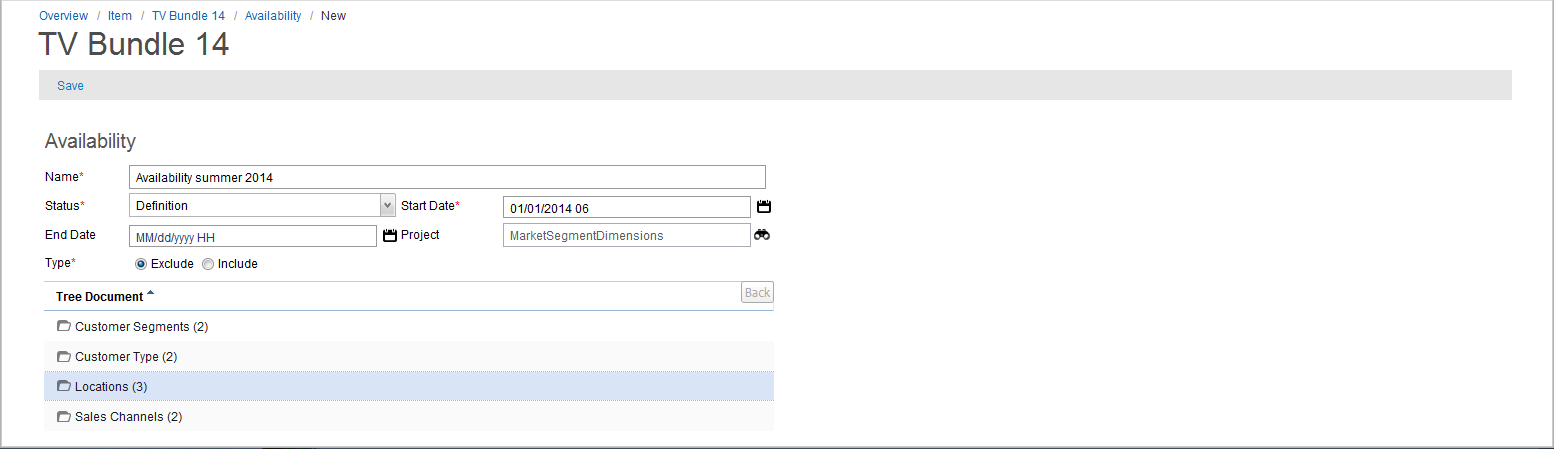 Overview / Item / TV Bundle 14 / Availability / New
TV Bundle 14
Save
Availability
Name* Availability summer 2014
Status* Definition Start Date* 01/01/2014 06
End Date MM/dd/yyyy HH Project MarketSegmentDimensions
Type* Exclude Include
Tree Document Back
Customer Segments (2)
Customer Type (2)
Locations (3)
Sales Channels (2)